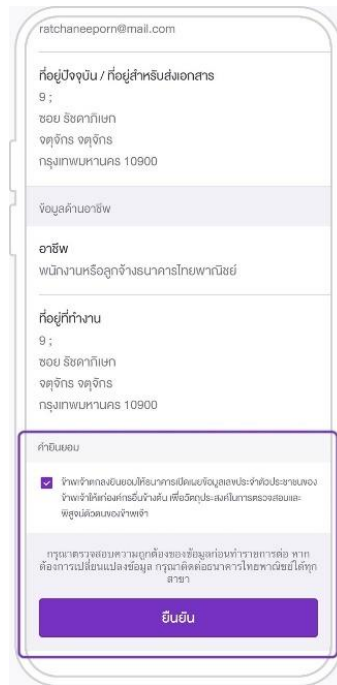 ratchaneeporn@mail.com
ที่อยู่ปัจจุบัน / ที่อยู่สำหรับส่งเอกสาร
9 ;
ซอย รัชดาภิเษก
จตุจักร จตุจักร
กรุงเทพมหานคร 10900
ข้อมูลด้านอาชีพ
อาชีพ
พนักงานหรือลูกจ้างธนาคารไทยพาณิชย์
ที่อยู่ที่ทำงาน
9 ;
ซอย รัชดาภิเษก
จตุจักร จตุจักร
กรุงเทพมหานคร 10900
คำยินยอม
ข้าพเจ้าตกลงยินยอมให้ธนาคารเปิดเผยข้อมูลเลขประจำตัวประชาชนของ
ข้าพเจ้าให้แก่องค์กรอื่นข้างต้น เพื่อวัตถุประสงค์ในการตรวจสอบและ
พิสูจน์ตัวตนของข้าพเจ้า
กรุณาตรวจสอบความถูกต้องของข้อมูลก่อนทำรายการต่อ หาก
ต้องการเปลี่ยนแปลงข้อมูล กรุณาติดต่อธนาคารไทยพาณิชย์ได้ทุก
สาขา
ยืนยัน